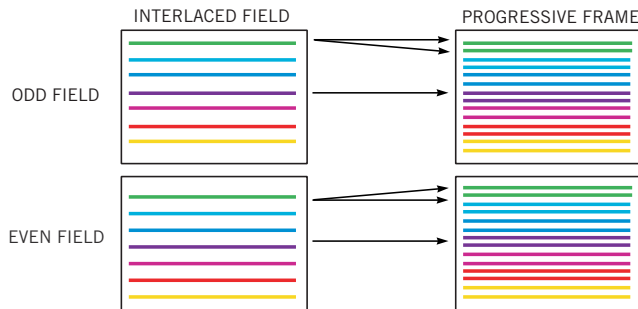 INTERLACED FIELD
PROGRESSIVE FRAME
ODD FIELD
EVEN FIELD